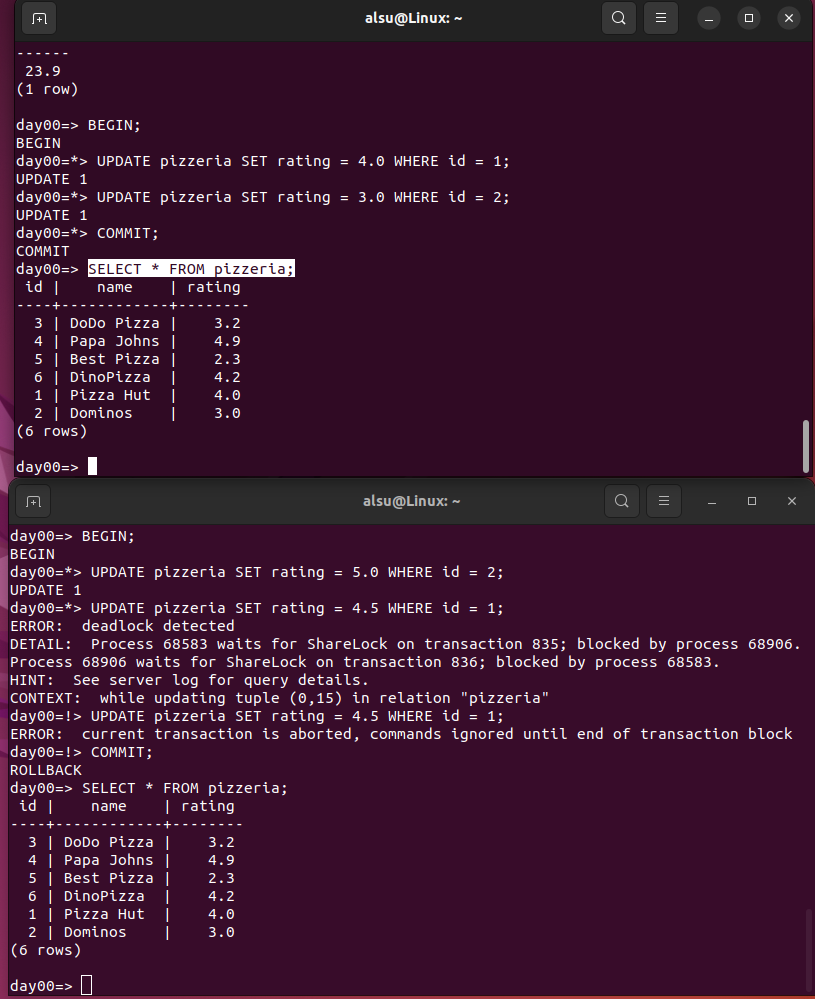 alsu@Linux: ~
------
 23.9
(1 row)
day00=> BEGIN;
BEGIN
day00=*> UPDATE pizzeria SET rating = 4.0 WHERE id = 1;
UPDATE 1
day00=*> UPDATE pizzeria SET rating = 3.0 WHERE id = 2;
UPDATE 1
day00=*> COMMIT;
COMMIT
day00=> SELECT * FROM pizzeria;
 id |    name    | rating
----+------------+--------
  3 | DoDo Pizza |    3.2
  4 | Papa Johns |    4.9
  5 | Best Pizza |    2.3
  6 | DinoPizza  |    4.2
  1 | Pizza Hut  |    4.0
  2 | Dominos    |    3.0
(6 rows)
day00=>
alsu@Linux: ~
day00=> BEGIN;
BEGIN
day00=*> UPDATE pizzeria SET rating = 5.0 WHERE id = 2;
UPDATE 1
day00=*> UPDATE pizzeria SET rating = 4.5 WHERE id = 1;
ERROR:  deadlock detected
DETAIL:  Process 68583 waits for ShareLock on transaction 835; blocked by process 68906.
Process 68906 waits for ShareLock on transaction 836; blocked by process 68583.
HINT:  See server log for query details.
CONTEXT:  while updating tuple (0,15) in relation "pizzeria"
day00=!> UPDATE pizzeria SET rating = 4.5 WHERE id = 1;
ERROR:  current transaction is aborted, commands ignored until end of transaction block
day00=!> COMMIT;
ROLLBACK
day00=> SELECT * FROM pizzeria;
 id |    name    | rating
----+------------+--------
  3 | DoDo Pizza |    3.2
  4 | Papa Johns |    4.9
  5 | Best Pizza |    2.3
  6 | DinoPizza  |    4.2
  1 | Pizza Hut  |    4.0
  2 | Dominos    |    3.0
(6 rows)
day00=>